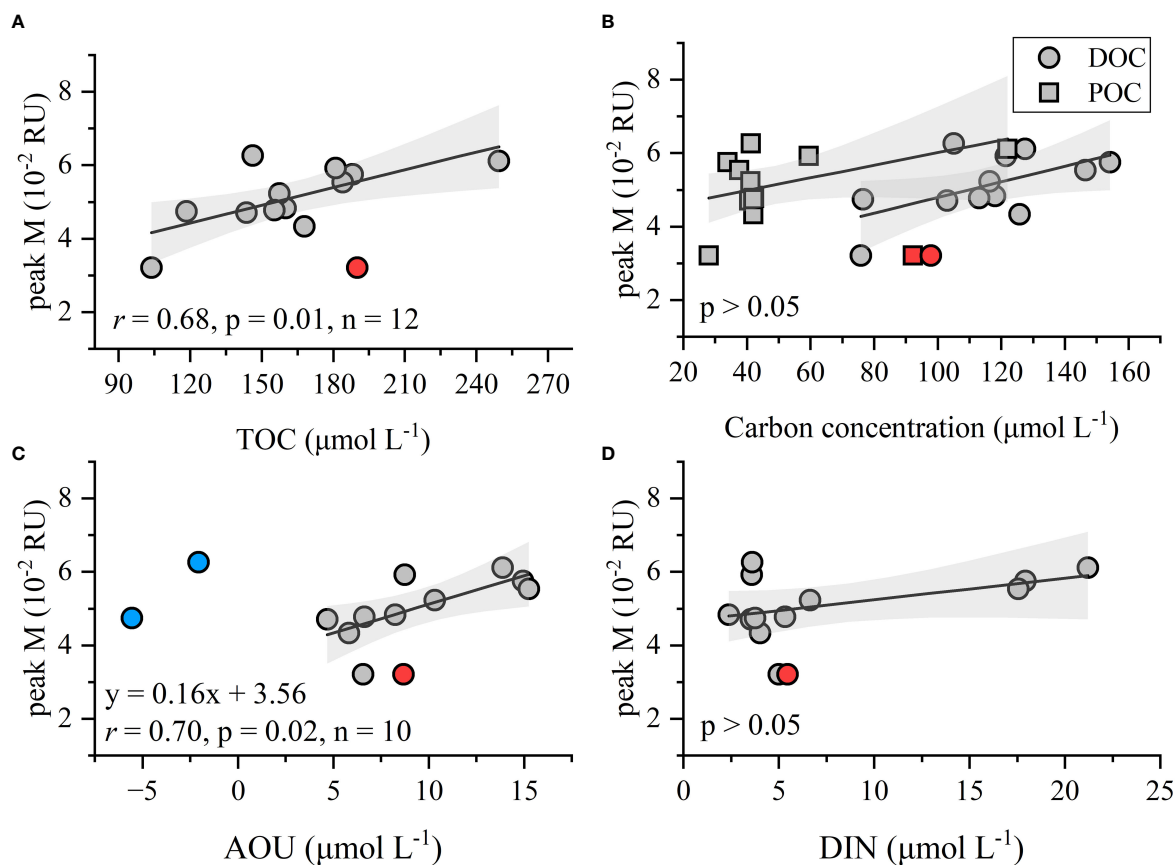 A
peak M (10⁻² RU)
8
6
4
2
r = 0.68, p = 0.01, n = 12
90 120 150 180 210 240 270
TOC (μmol L⁻¹)
B
peak M (10⁻² RU)
8
6
4
2
DOC
POC
p > 0.05
20 40 60 80 100 120 140 160
Carbon concentration (μmol L⁻¹)
C
peak M (10⁻² RU)
8
6
4
2
y = 0.16x + 3.56
r = 0.70, p = 0.02, n = 10
−5 0 5 10 15
AOU (μmol L⁻¹)
D
peak M (10⁻² RU)
8
6
4
2
p > 0.05
0 5 10 15 20 25
DIN (μmol L⁻¹)